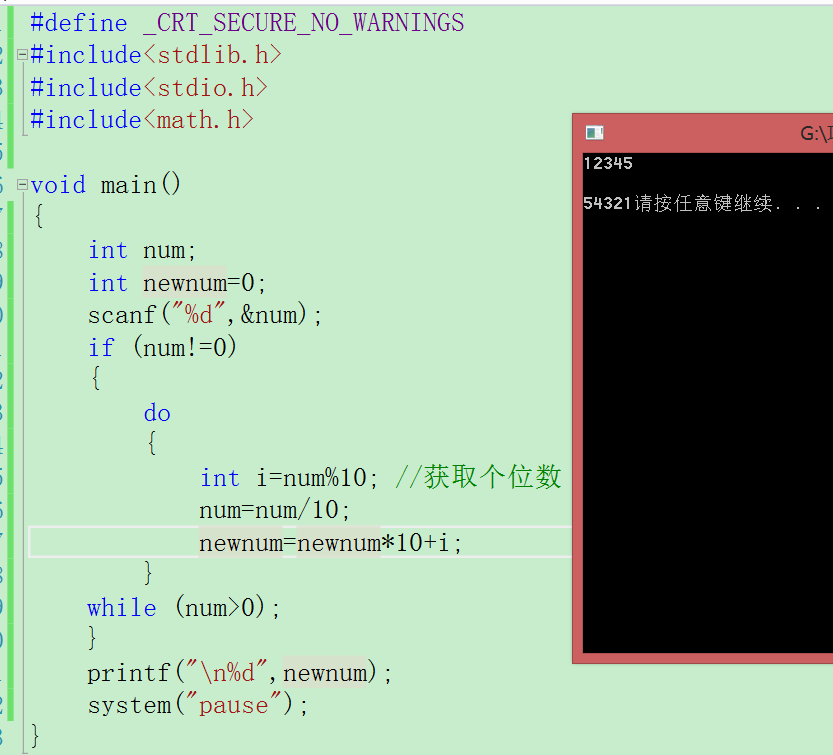 #define _CRT_SECURE_NO_WARNINGS
#include<stdlib.h>
#include<stdio.h>
#include<math.h>
void main()
{
int num;
int newnum=0;
scanf("%d",&num);
if (num!=0)
{
do
{
int i=num%10; //获取个位数
num=num/10;
newnum=newnum*10+i;
}
while (num>0);
}
printf("\n%d",newnum);
system("pause");
}
G:\
12345
54321请按任意键继续. . .